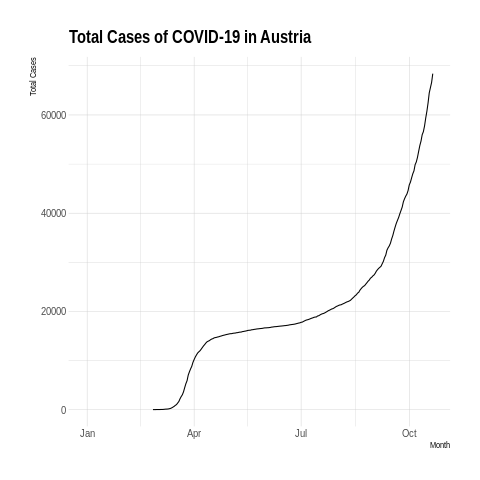 Total Cases of COVID-19 in Austria
Total Cases
60000
40000
20000
0
Jan Apr Jul Oct
Month